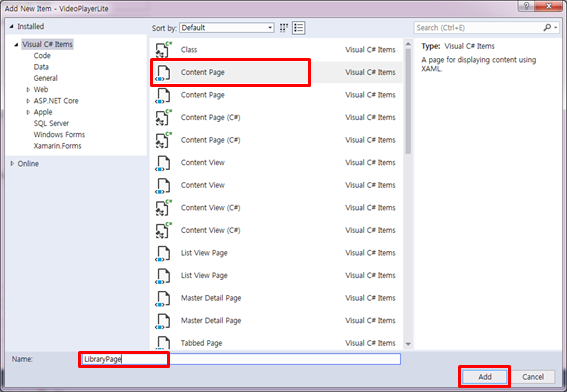 Add New Item - VideoPlayerLite
Installed
Sort by: Default
Search (Ctrl+E)
Visual C# Items
Code
Data
General
Web
ASP.NET Core
Apple
SQL Server
Windows Forms
Xamarin.Forms
Online
Class Visual C# Items
Content Page Visual C# Items
Content Page Visual C# Items
Content Page (C#) Visual C# Items
Content Page (C#) Visual C# Items
Content View Visual C# Items
Content View Visual C# Items
Content View (C#) Visual C# Items
Content View (C#) Visual C# Items
List View Page Visual C# Items
List View Page Visual C# Items
Master Detail Page Visual C# Items
Master Detail Page Visual C# Items
Tabbed Page Visual C# Items
Type: Visual C# Items
A page for displaying content using
XAML.
Name: LibraryPage
Add Cancel